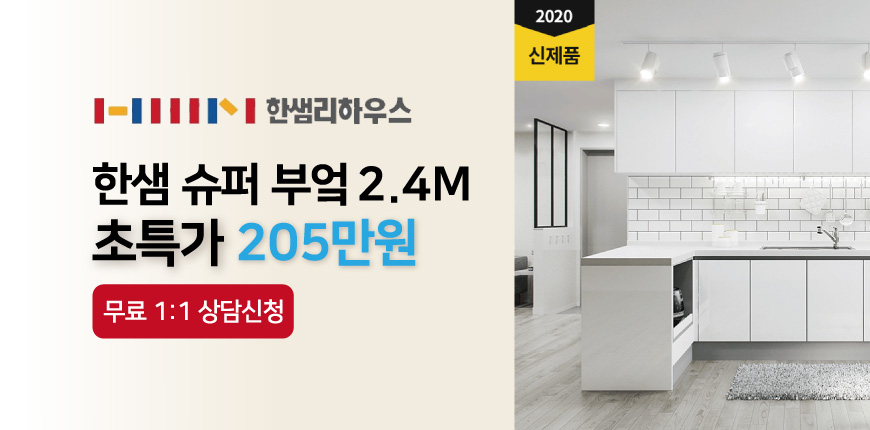 2020
신제품
한샘리하우스
한샘 슈퍼 부엌 2.4M
초특가 205만원
무료 1:1 상담신청